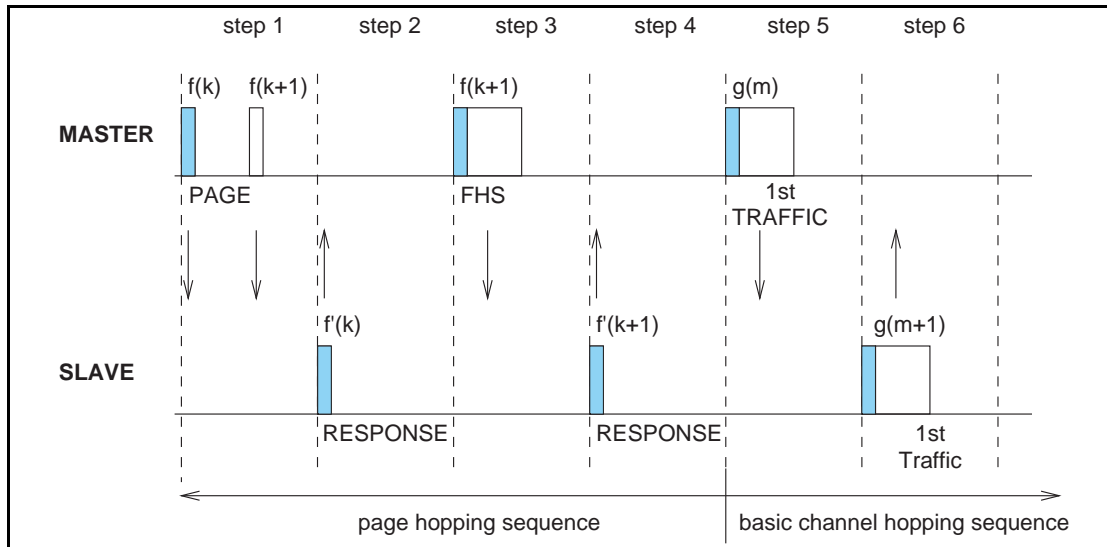 step 1 step 2 step 3 step 4 step 5 step 6
f(k) f(k+1) f(k+1) g(m)
MASTER
PAGE FHS 1st
TRAFFIC
f'(k) f'(k+1) g(m+1)
SLAVE
RESPONSE RESPONSE 1st
Traffic
page hopping sequence basic channel hopping sequence